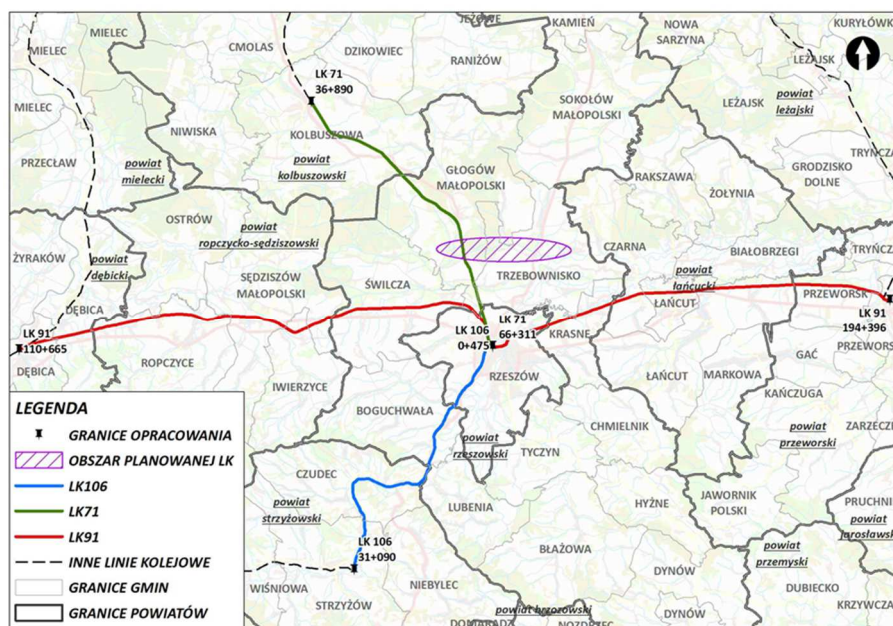 MIELEC
MIELEC
CMOLAS
JEŻOWE
DZIKOWIEC
KAMIEŃ
RANIŻÓW
NOWA
SARZYNA
KURYŁÓWKA
LEŻAJSK
LK 71
36+890
SOKOŁÓW
MAŁOPOLSKI
LEŻAJSK
powiat
leżajski
MIELEC
NIWISKA
KOLBUSZOWA
PRZECŁAW
powiat
mielecki
powiat
kolbuszowski
GŁOGÓW
MAŁOPOLSKI
RAKSZAWA
ŻOŁYNIA
GRODZISKO
DOLNE
TRYŃCZA
OSTRÓW
powiat
ropczycko-sędziszowski
ŻYRAKÓW
powiat
dębicki
CZARNA
BIAŁOBRZEGI
TRYŃCZA
SĘDZISZÓW
MAŁOPOLSKI
ŚWILCZA
TRZEBOWNISKO
powiat
łańcucki
DĘBICA
ŁAŃCUT
PRZEWORSK
LK 91
110+665
LK 106
0+475
LK 71
66+311
KRASNE
LK 91
194+396
DĘBICA
ROPCZYCE
RZESZÓW
ŁAŃCUT
MARKOWA
GAĆ
PRZEWORSK
IWIERZYCE
BOGUCHWAŁA
KAŃCZUGA
CHMIELNIK
powiat
rzeszowski
TYCZYN
powiat
przeworski
ZARZECZE
CZUDEC
powiat
strzyżowski
LUBENIA
HYŻNE
JAWORNIK
POLSKI
PRUCHNIK
powiat
jarosławski
LK 106
31+090
BŁAŻOWA
DYNÓW
powiat
przemyski
WIŚNIOWA
STRZYŻÓW
NIEBYLEC
powiat brzozowski
DYNÓW
DUBIECKO
KRZYWCZA
DOMARADZ
NOZDRZEC
LEGENDA
GRANICE OPRACOWANIA
OBSZAR PLANOWANEJ LK
LK106
LK71
LK91
INNE LINIE KOLEJOWE
GRANICE GMIN
GRANICE POWIATÓW